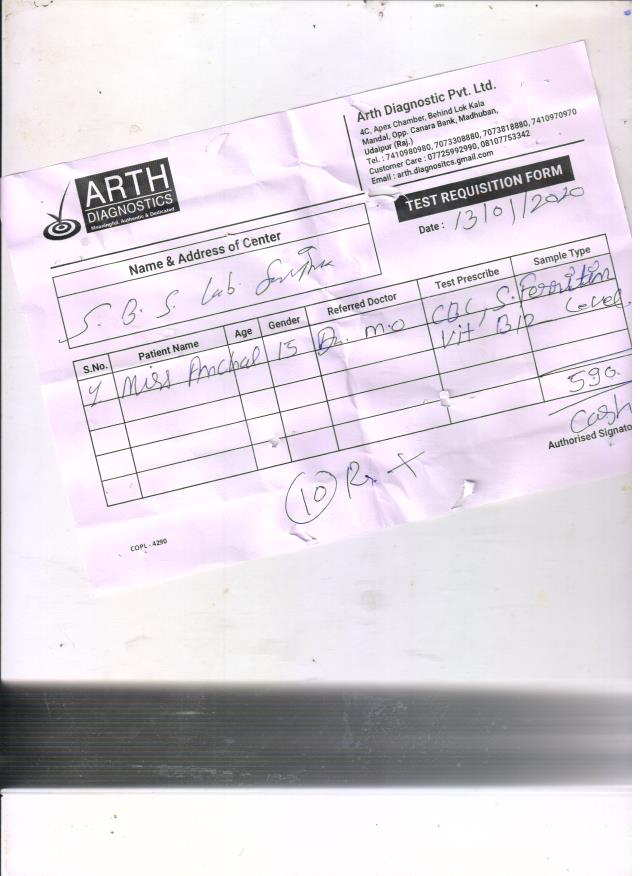 Arth Diagnostic Pvt. Ltd.
4C, Apex Chamber, Behind Lok Kala
Mandal, Opp. Canara Bank, Madhuban,
Udaipur (Raj.)
Tel. : 7410980980, 7073308880, 7073818880, 7410970970
Customer Care : 07725992990, 08107753342
Email : arth.diagnositcs.gmail.com
ARTH
DIAGNOSTICS
Meaningful, Authentic & Dedicated
TEST REQUISITION FORM
Date : 13/01/2020
Name & Address of Center
S. B. S. Lab.
S.No. Patient Name Age Gender Referred Doctor Test Prescribe Sample Type
1 Miss Anchal 15 Dr. M.O CBC, S. Ferritin
Vit B12 Level
590
Cash
Authorised Signato
10
COPL - 4290